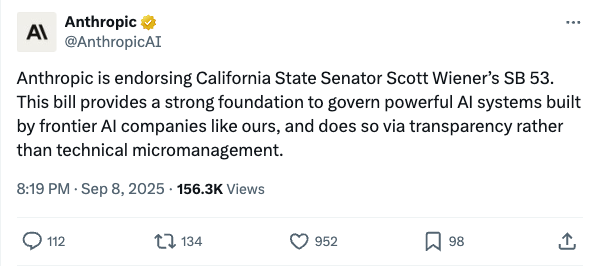 Anthropic
@AnthropicAI
Anthropic is endorsing California State Senator Scott Wiener’s SB 53.
This bill provides a strong foundation to govern powerful AI systems built
by frontier AI companies like ours, and does so via transparency rather
than technical micromanagement.
8:19 PM · Sep 8, 2025 · 156.3K Views
112 134 952 98